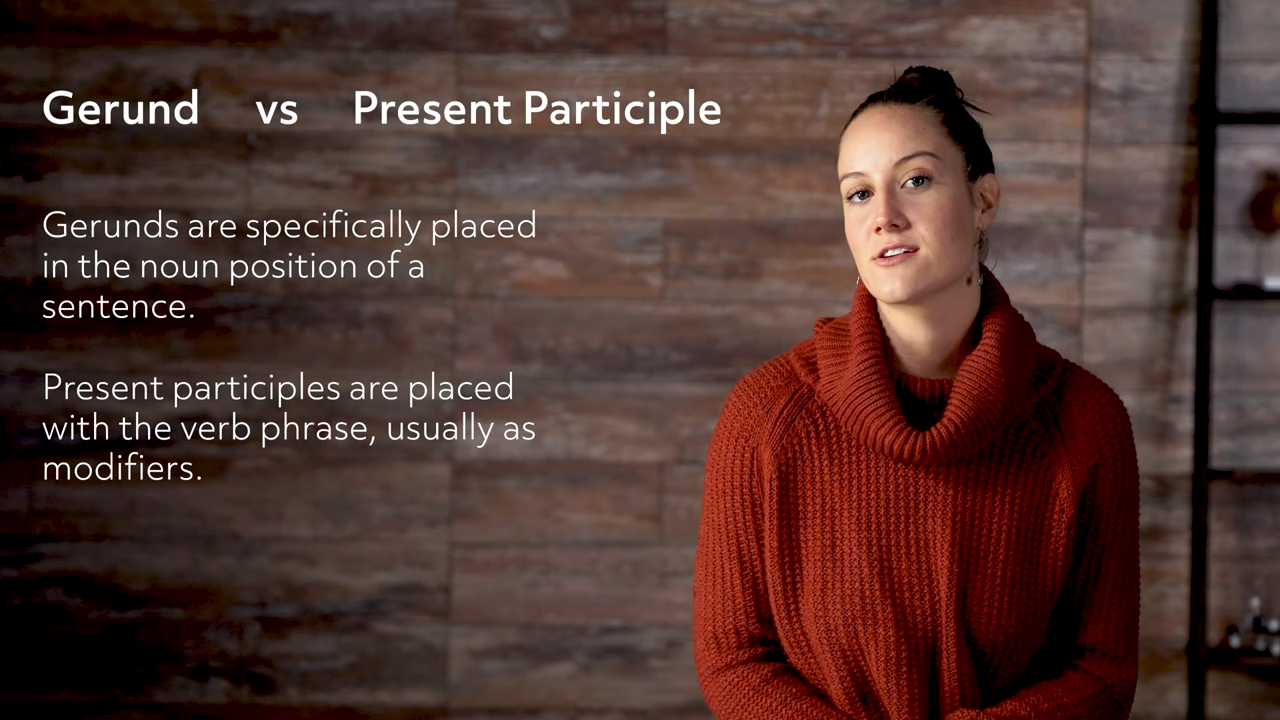 Gerund vs Present Participle
Gerunds are specifically placed
in the noun position of a
sentence.
Present participles are placed
with the verb phrase, usually as
modifiers.